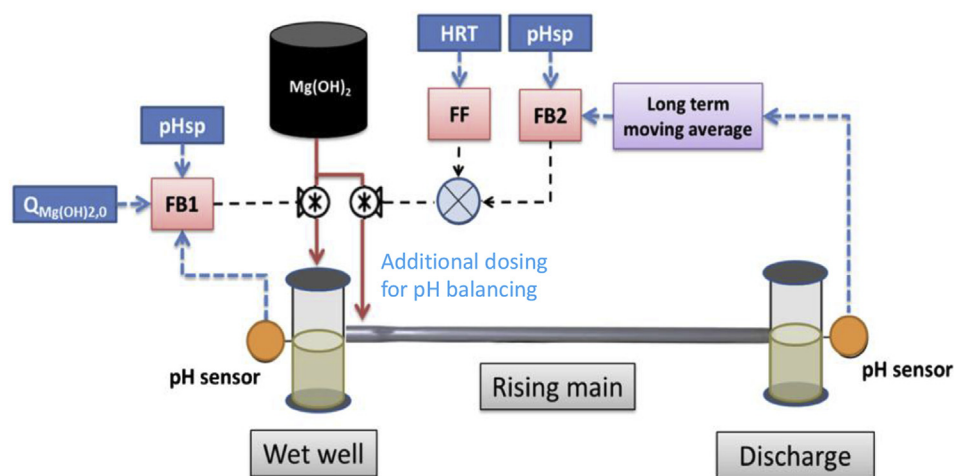 HRT
pHsp
Mg(OH)₂
FF
FB2
Long term
moving average
pHsp
Q_Mg(OH)2,0
FB1
Additional dosing
for pH balancing
pH sensor
pH sensor
Rising main
Wet well
Discharge